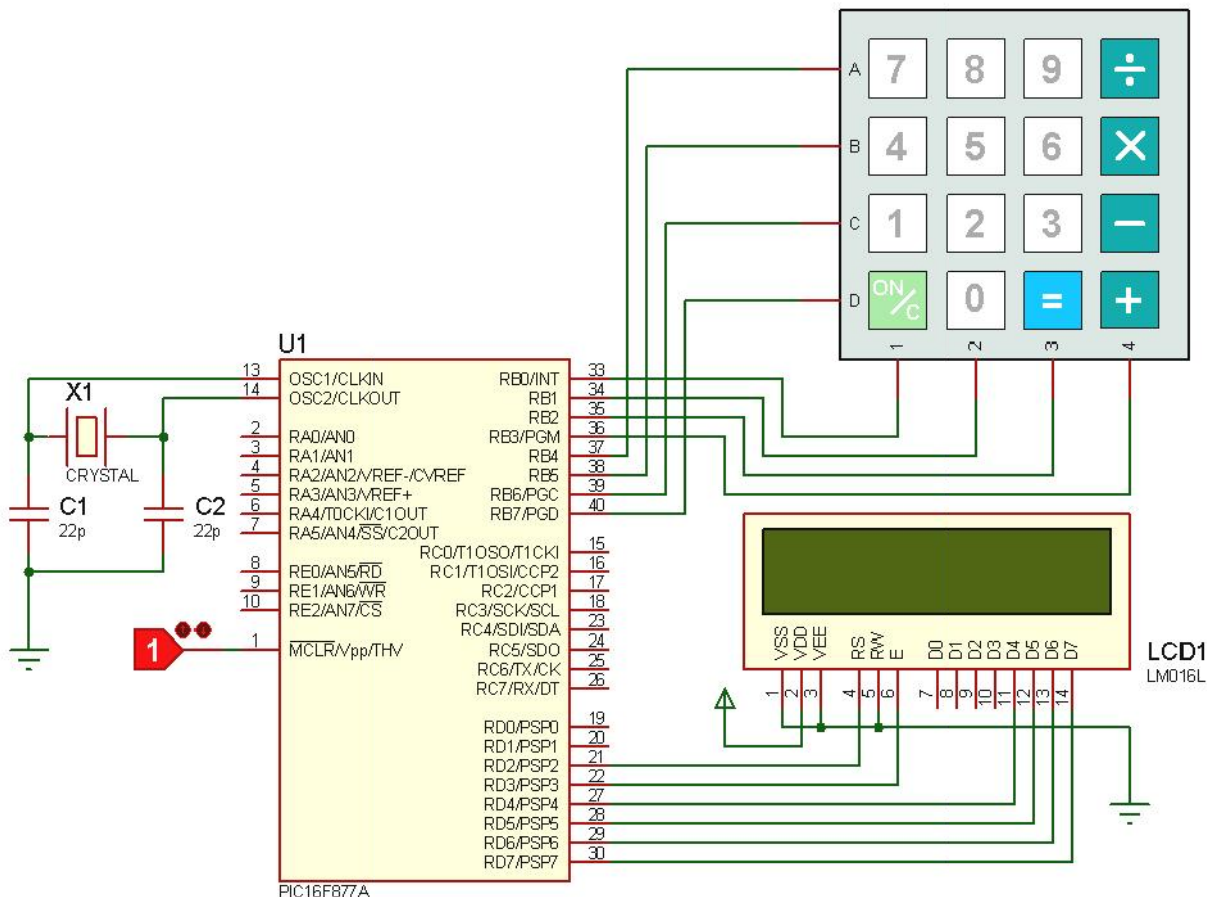 A 7 8 9 ÷
B 4 5 6 ×
C 1 2 3 −
D ON/C 0 = +
1 2 3 4
U1
X1
CRYSTAL
C1
22p
C2
22p
13 OSC1/CLKIN
14 OSC2/CLKOUT
2 RA0/AN0
3 RA1/AN1
4 RA2/AN2/VREF-/CVREF
5 RA3/AN3/VREF+
6 RA4/T0CKI/C1OUT
7 RA5/AN4/SS/C2OUT
8 RE0/AN5/RD
9 RE1/AN6/WR
10 RE2/AN7/CS
1 1 MCLR/Vpp/THV
RB0/INT 33
RB1 34
RB2 35
RB3/PGM 36
RB4 37
RB5 38
RB6/PGC 39
RB7/PGD 40
RC0/T1OSO/T1CKI 15
RC1/T1OSI/CCP2 16
RC2/CCP1 17
RC3/SCK/SCL 18
RC4/SDI/SDA 23
RC5/SDO 24
RC6/TX/CK 25
RC7/RX/DT 26
RD0/PSP0 19
RD1/PSP1 20
RD2/PSP2 21
RD3/PSP3 22
RD4/PSP4 27
RD5/PSP5 28
RD6/PSP6 29
RD7/PSP7 30
PIC16F877A
VSS VDD VEE RS RW E D0 D1 D2 D3 D4 D5 D6 D7
1 2 3 4 5 6 7 8 9 10 11 12 13 14
LCD1
LM016L